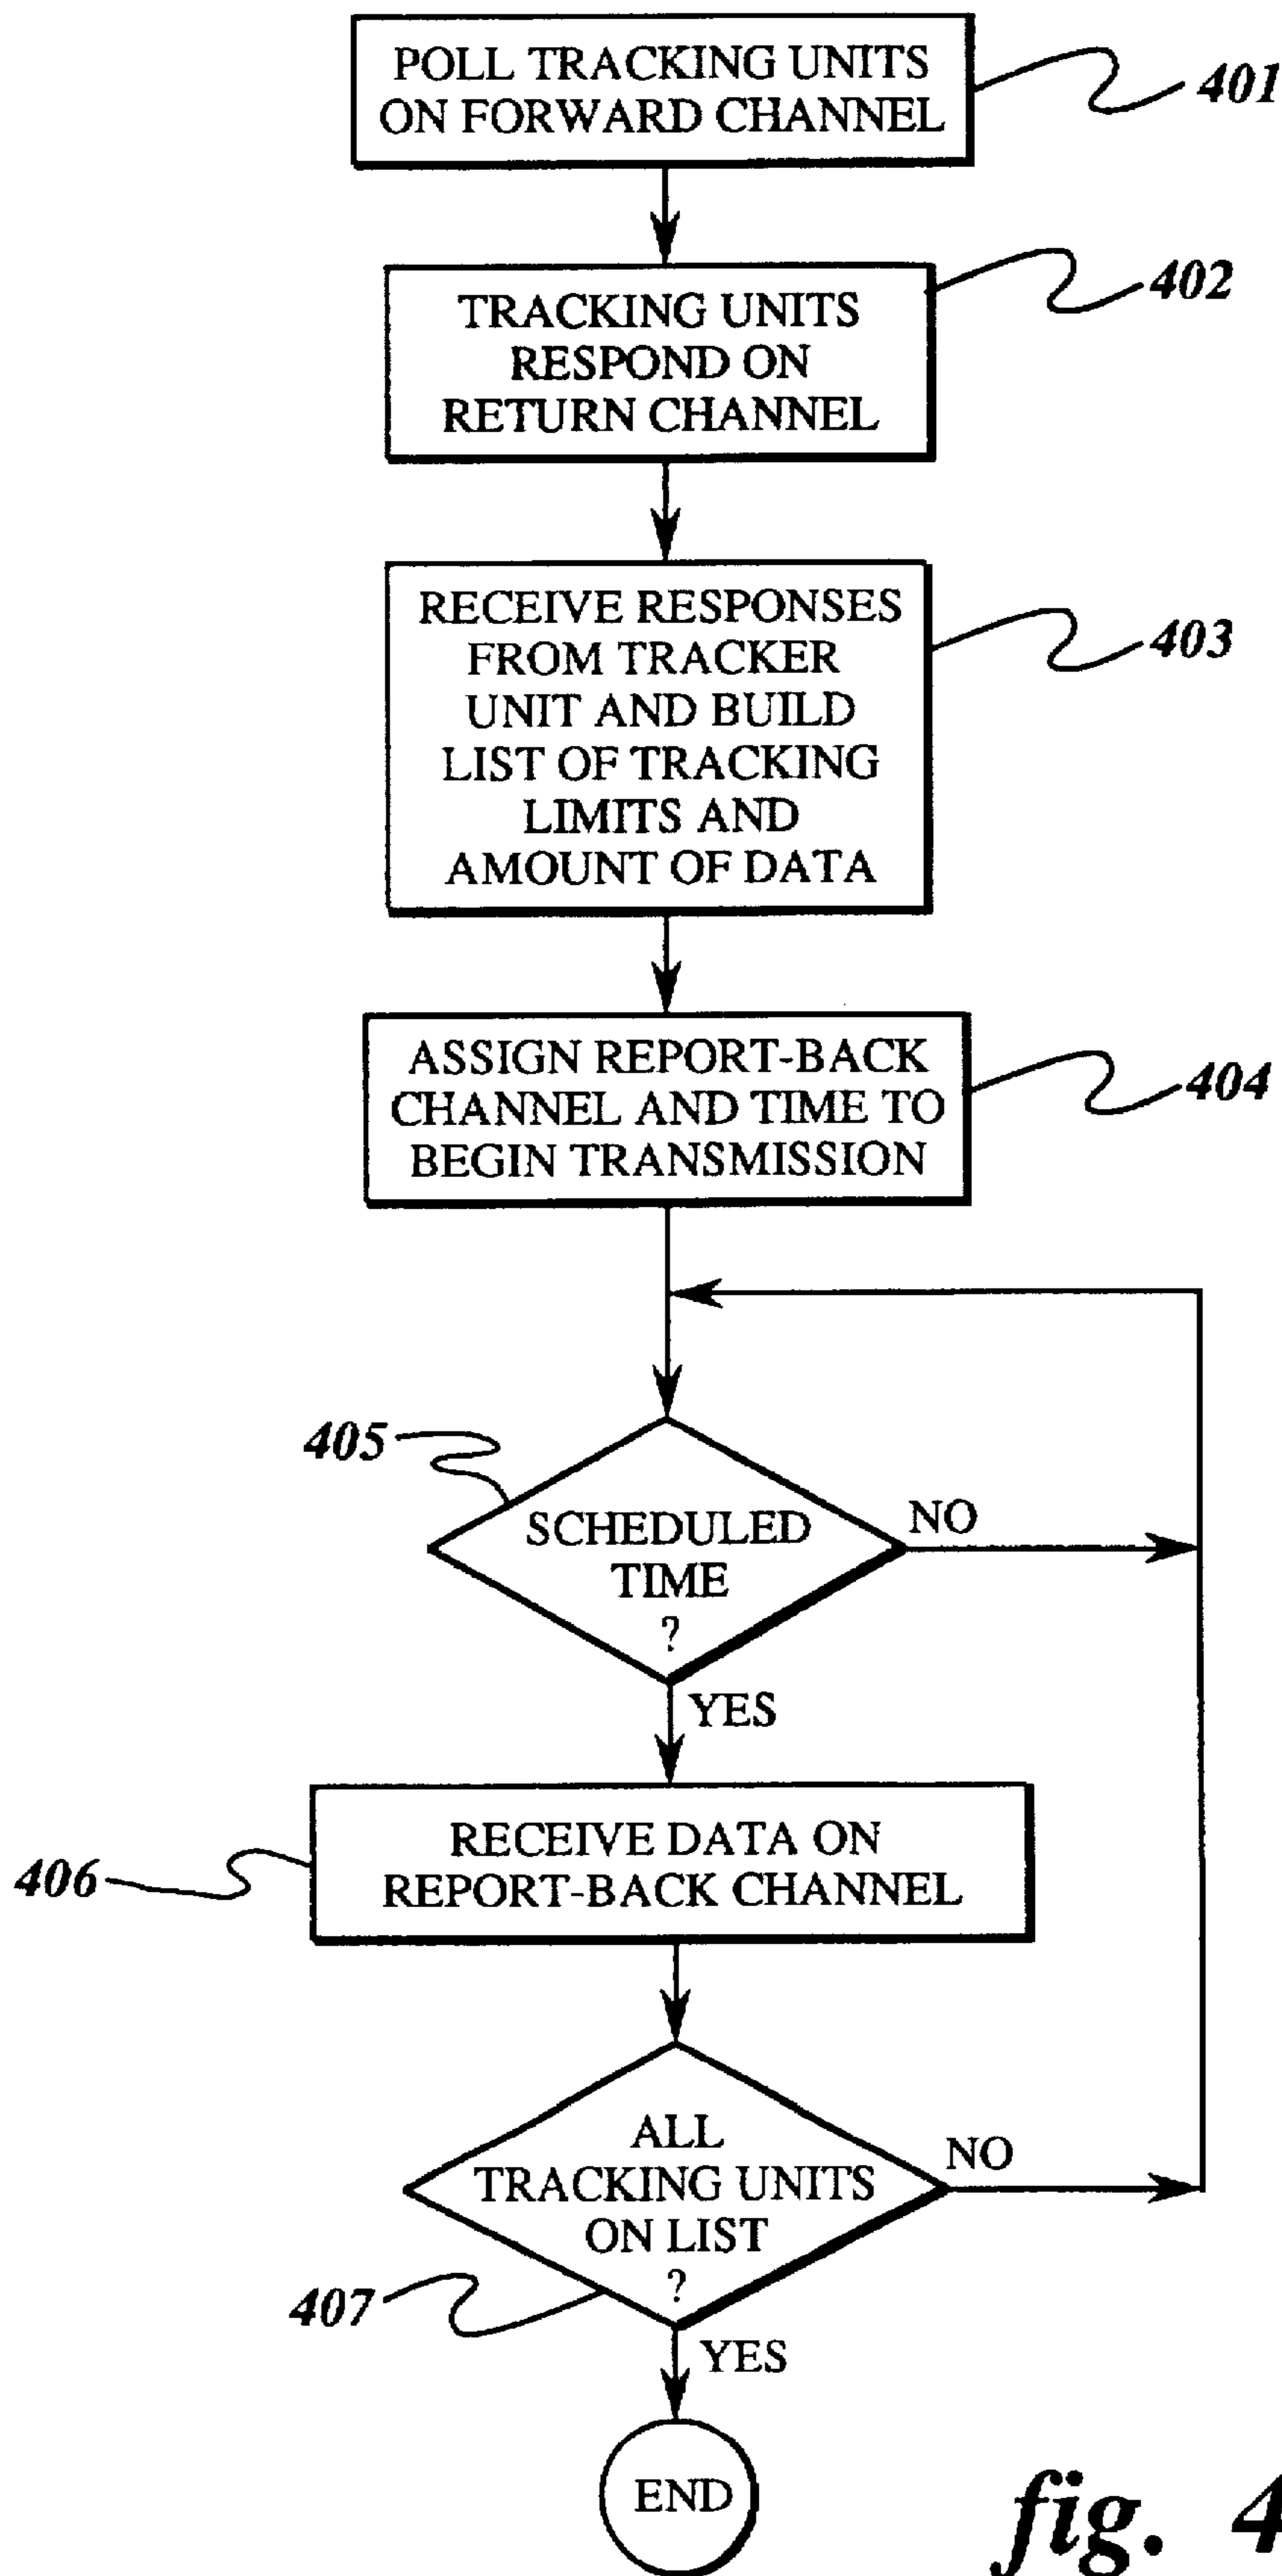 POLL TRACKING UNITS
ON FORWARD CHANNEL
401
TRACKING UNITS
RESPOND ON
RETURN CHANNEL
402
RECEIVE RESPONSES
FROM TRACKER
UNIT AND BUILD
LIST OF TRACKING
LIMITS AND
AMOUNT OF DATA
403
ASSIGN REPORT-BACK
CHANNEL AND TIME TO
BEGIN TRANSMISSION
404
405
SCHEDULED
TIME
?
NO
YES
RECEIVE DATA ON
REPORT-BACK CHANNEL
406
ALL
TRACKING UNITS
ON LIST
?
NO
407
YES
END
fig. 4